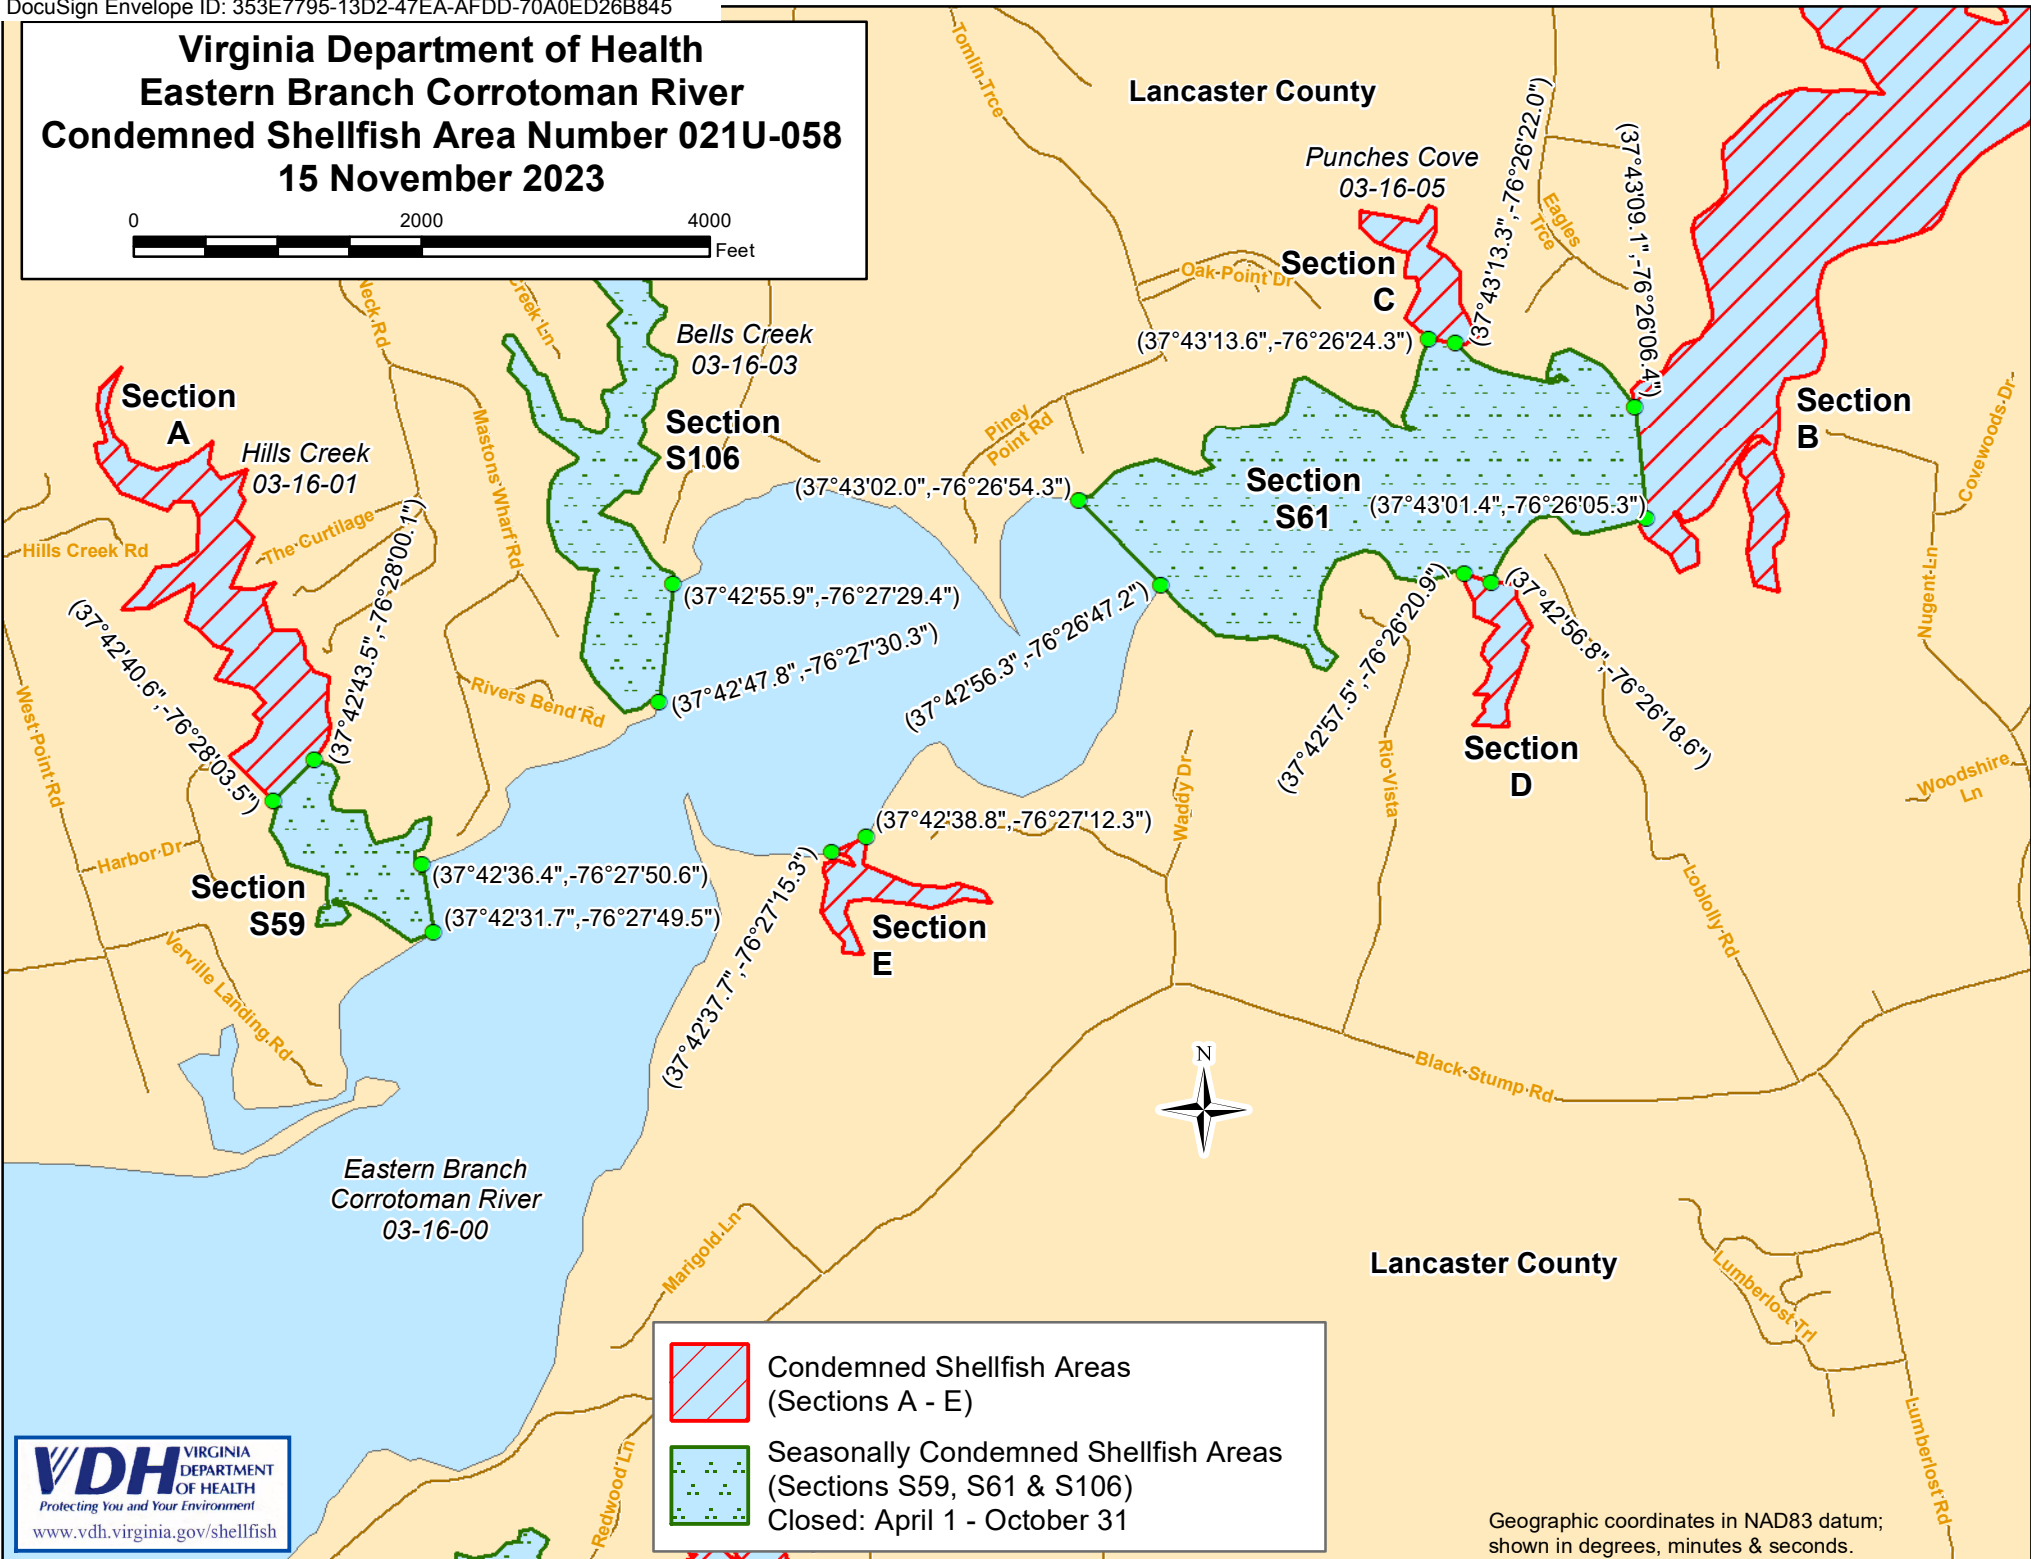 DocuSign Envelope ID: 353E7795-13D2-47EA-AFDD-70A0ED26B845
Virginia Department of Health
Eastern Branch Corrotoman River
Condemned Shellfish Area Number 021U-058
15 November 2023
0 2000 4000
Feet
Lancaster County
Tomlin Trce
Punches Cove
03-16-05
(37°43'13.3",-76°26'22.0")
(37°43'09.1",-76°26'06.4")
Eagles
Trce
Section
C
Oak Point Dr
(37°43'13.6",-76°26'24.3")
Neck Rd
Creek Ln
Bells Creek
03-16-03
Section
S106
Section
A
Hills Creek
03-16-01
Mastons Wharf Rd
Piney
Point Rd
Section
B
Covewoods Dr
(37°43'02.0",-76°26'54.3")
Section
S61
(37°43'01.4",-76°26'05.3")
Hills Creek Rd
The Curtilage
(37°42'43.5",-76°28'00.1")
(37°42'40.6",-76°28'03.5")
(37°42'55.9",-76°27'29.4")
(37°42'47.8",-76°27'30.3")
(37°42'56.3",-76°26'47.2")
(37°42'57.5",-76°26'20.9")
(37°42'56.8",-76°26'18.6")
Nugent Ln
West Point Rd
Rivers Bend Rd
Section
D
Rio Vista
Waddy Dr
Woodshire
Ln
(37°42'38.8",-76°27'12.3")
Harbor Dr
Section
S59
(37°42'36.4",-76°27'50.6")
(37°42'31.7",-76°27'49.5")
(37°42'37.7",-76°27'15.3")
Section
E
Loblolly Rd
Verville Landing Rd
N
Black Stump Rd
Eastern Branch
Corrotoman River
03-16-00
Marigold Ln
Lancaster County
Lumberlost Trl
Lumberlost Rd
Redwood Ln
Condemned Shellfish Areas
(Sections A - E)
Seasonally Condemned Shellfish Areas
(Sections S59, S61 & S106)
Closed: April 1 - October 31
VDH VIRGINIA
DEPARTMENT
OF HEALTH
Protecting You and Your Environment
www.vdh.virginia.gov/shellfish
Geographic coordinates in NAD83 datum;
shown in degrees, minutes & seconds.